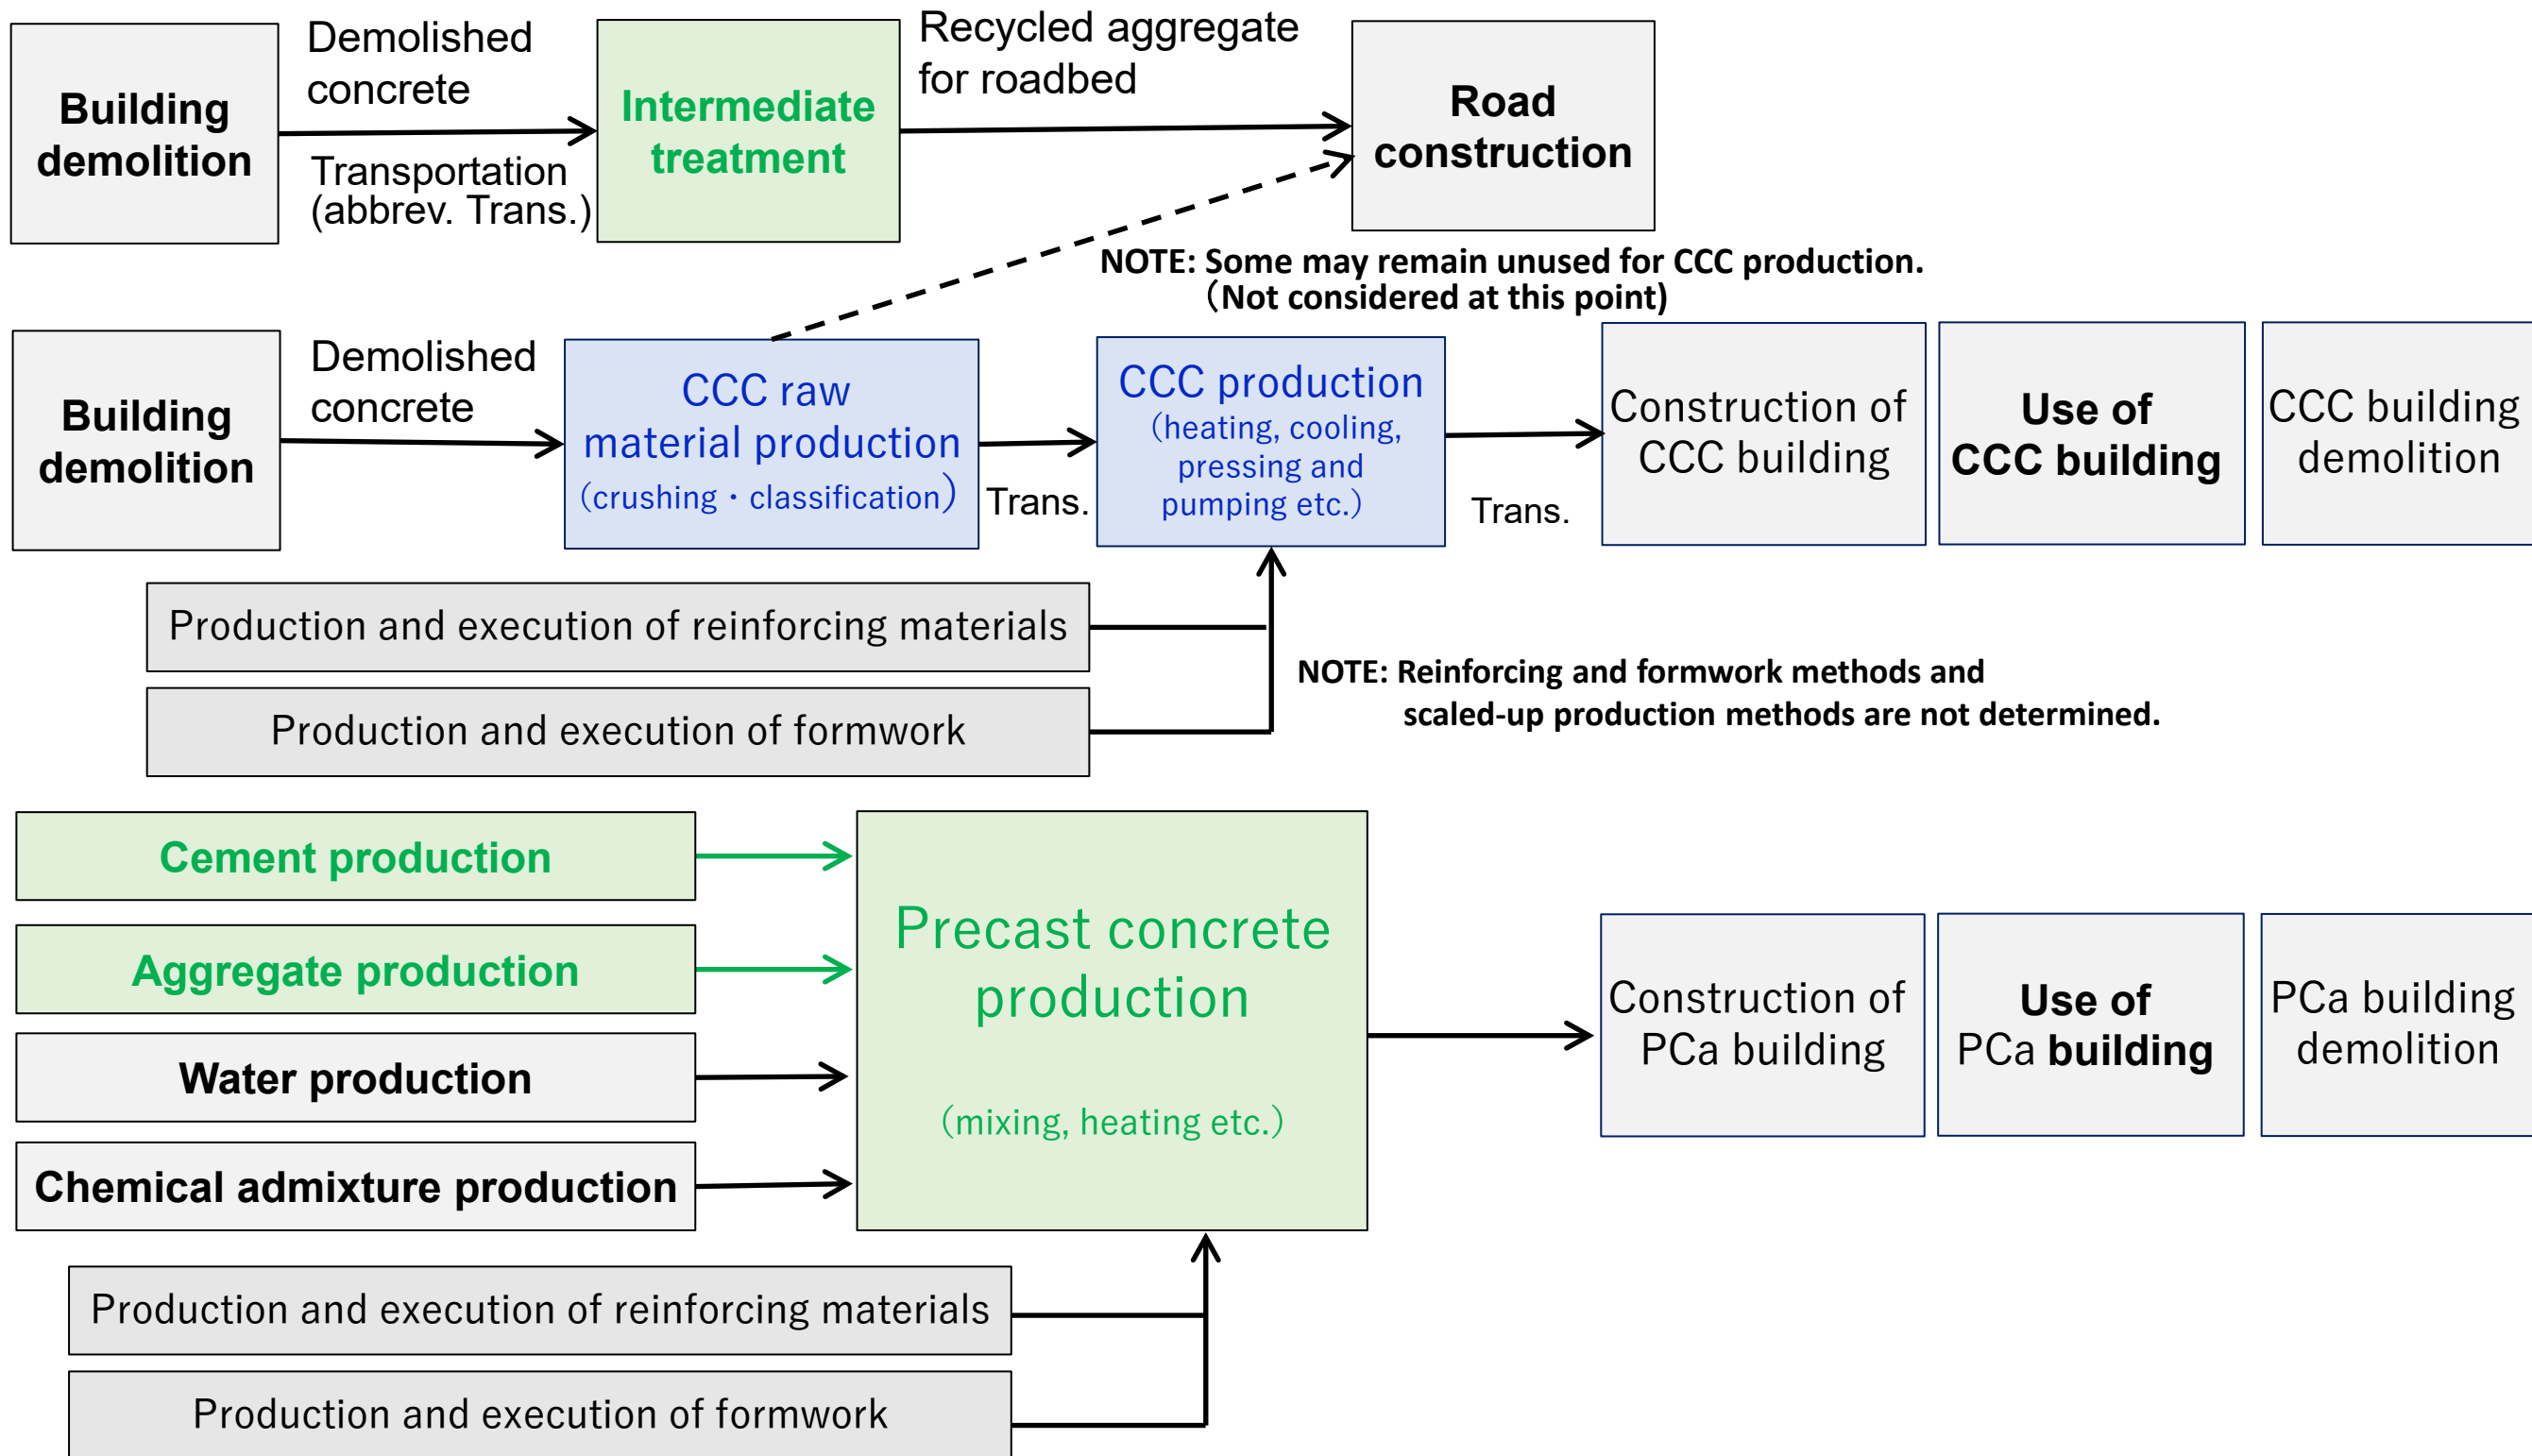 Building
demolition
Demolished
concrete
Transportation
(abbrev. Trans.)
Intermediate
treatment
Recycled aggregate
for roadbed
Road
construction
NOTE: Some may remain unused for CCC production.
(Not considered at this point)
Building
demolition
Demolished
concrete
CCC raw
material production
(crushing・classification)
Trans.
CCC production
(heating, cooling,
pressing and
pumping etc.)
Trans.
Construction of
CCC building
Use of
CCC building
CCC building
demolition
Production and execution of reinforcing materials
Production and execution of formwork
NOTE: Reinforcing and formwork methods and
scaled-up production methods are not determined.
Cement production
Aggregate production
Water production
Chemical admixture production
Precast concrete
production
(mixing, heating etc.)
Construction of
PCa building
Use of
PCa building
PCa building
demolition
Production and execution of reinforcing materials
Production and execution of formwork